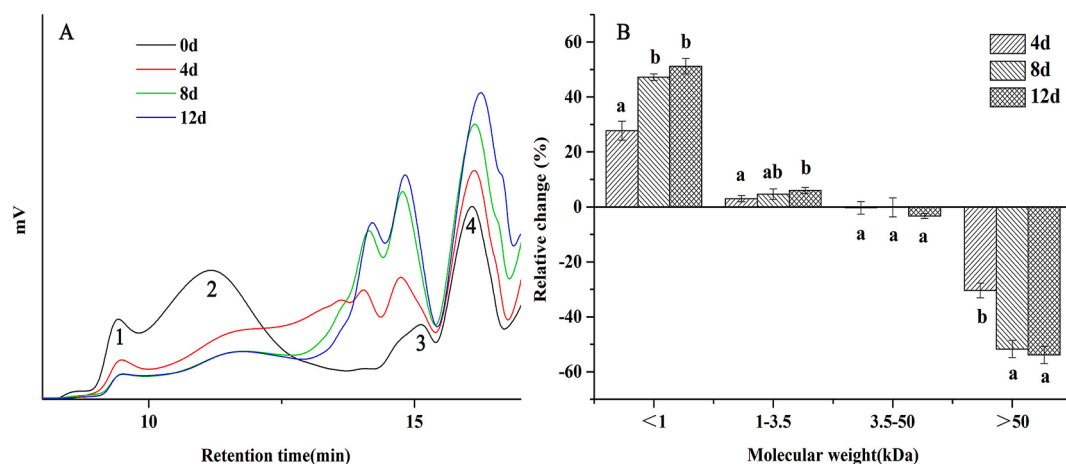 A
0d
4d
8d
12d
1
2
3
4
mV
10
15
Retention time(min)
B
4d
8d
12d
60
40
20
0
-20
-40
-60
Relative change (%)
a
b
b
a
ab
b
a
a
a
b
a
a
<1
1-3.5
3.5-50
>50
Molecular weight(kDa)